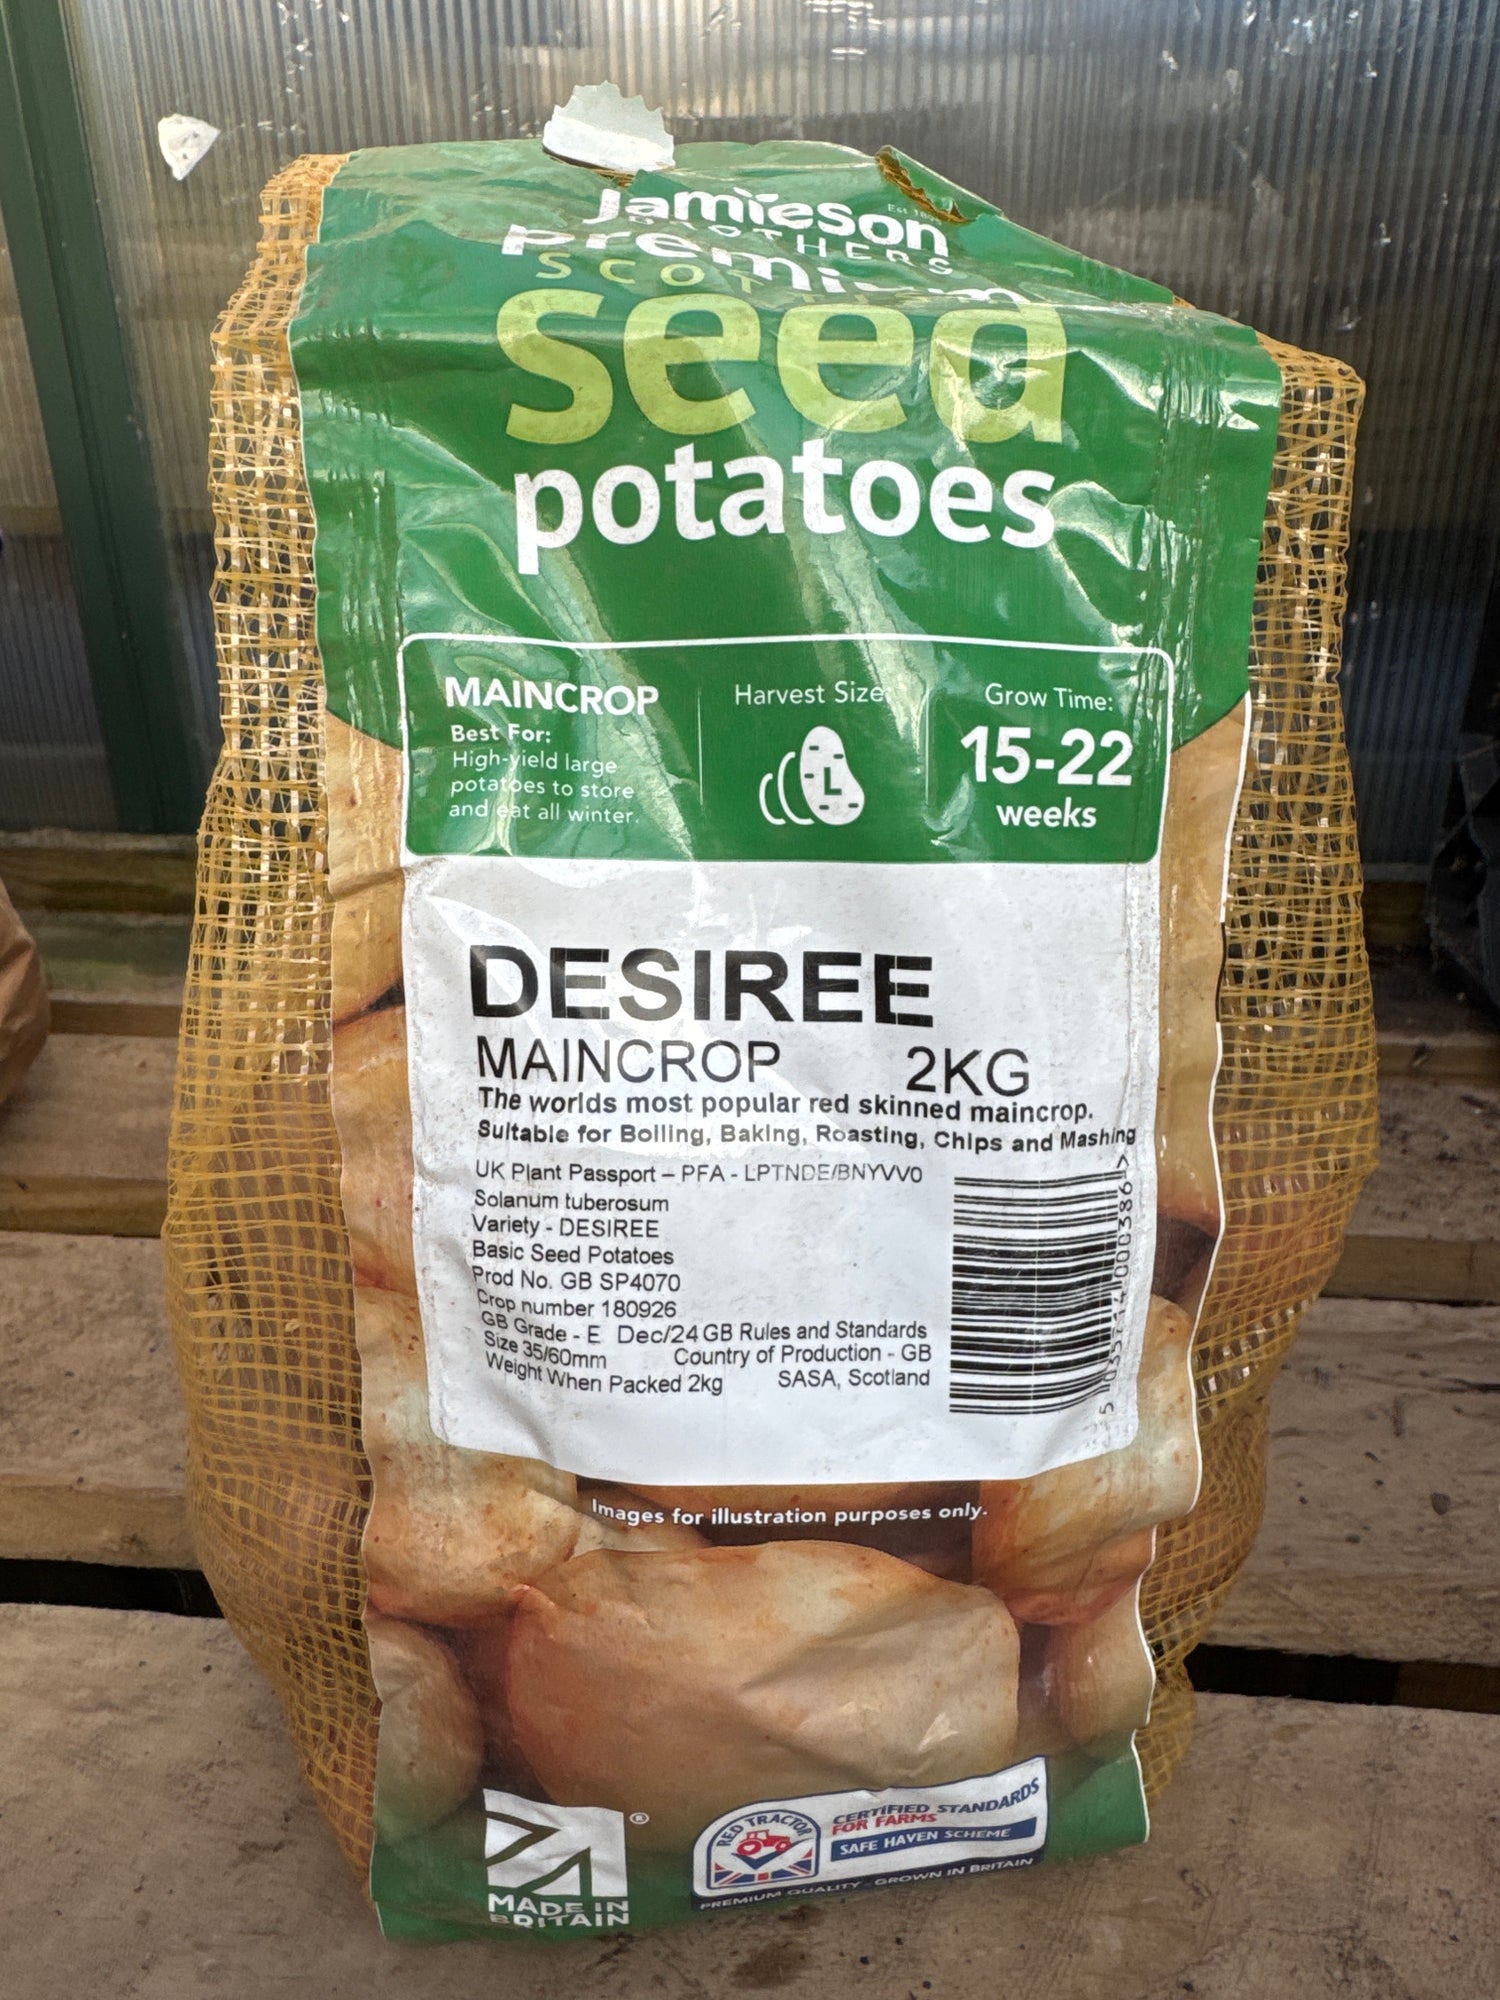 Jamieson
Est 18
BROTHERS
premium
SCOTTISH
seed
potatoes
MAINCROP
Best For:
High-yield large
potatoes to store
and eat all winter.
Harvest Size:
L
Grow Time:
15-22
weeks
DESIREE
MAINCROP 2KG
The worlds most popular red skinned maincrop.
Suitable for Boiling, Baking, Roasting, Chips and Mashing
UK Plant Passport – PFA - LPTNDE/BNYVV0
Solanum tuberosum
Variety - DESIREE
Basic Seed Potatoes
Prod No. GB SP4070
Crop number 180926
GB Grade - E Dec/24 GB Rules and Standards
Size 35/60mm Country of Production - GB
Weight When Packed 2kg SASA, Scotland
Images for illustration purposes only.
MADE IN
BRITAIN
®
RED TRACTOR
CERTIFIED STANDARDS
FOR FARMS
SAFE HAVEN SCHEME
PREMIUM QUALITY - GROWN IN BRITAIN